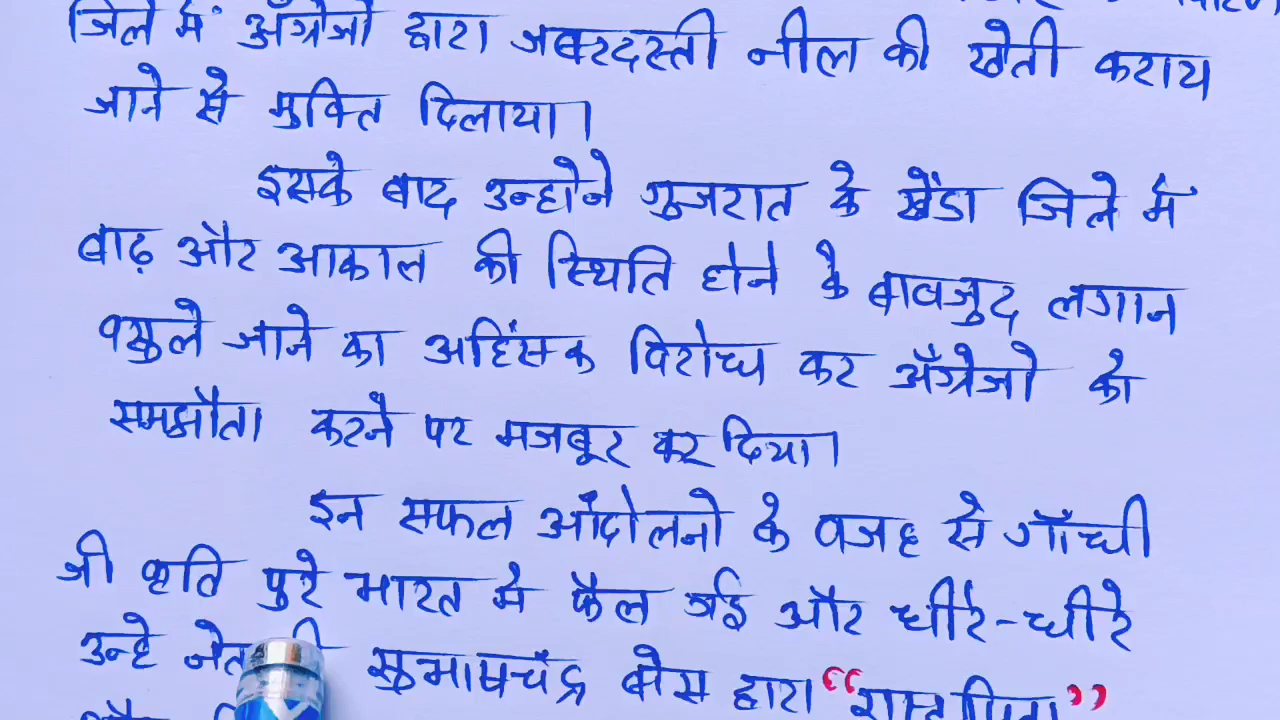 जिले में अँग्रेजो द्वारा जबरदस्ती नील की खेती कराय
जाने से मुक्ति दिलाया।
इसके बाद उन्होने गुजरात के खेडा जिले में
बाढ़ और आकाल की स्थिति होने के बावजुद लगान
वसुले जाने का अहिंसक विरोध कर अँग्रेजो को
समझौता करने पर मजबूर कर दिया।
इन सफल आँदोलनो के वजह से गाँधी
जी पुरे भारत मे फैल गई और धीरे-धीरे
उन्हे सुभाषचंद्र बोस द्वारा